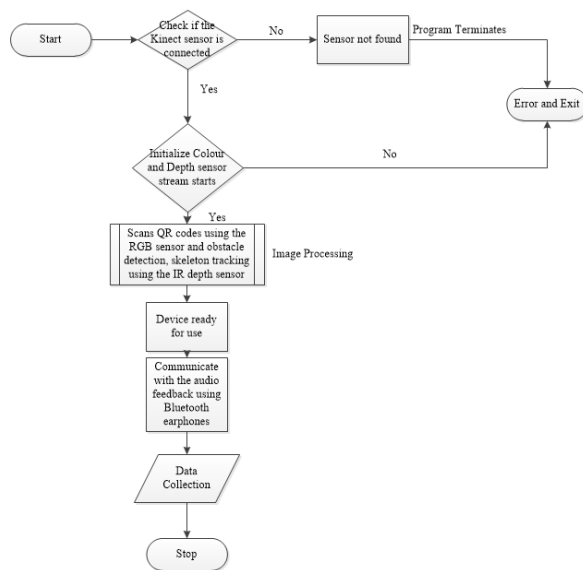 Start
Check if the
Kinect sensor is
connected
No
Sensor not found
Program Terminates
Error and Exit
Yes
Initialize Colour
and Depth sensor
stream starts
No
Yes
Scans QR codes using the
RGB sensor and obstacle
detection, skeleton tracking
using the IR depth sensor
Image Processing
Device ready
for use
Communicate
with the audio
feedback using
Bluetooth
earphones
Data
Collection
Stop